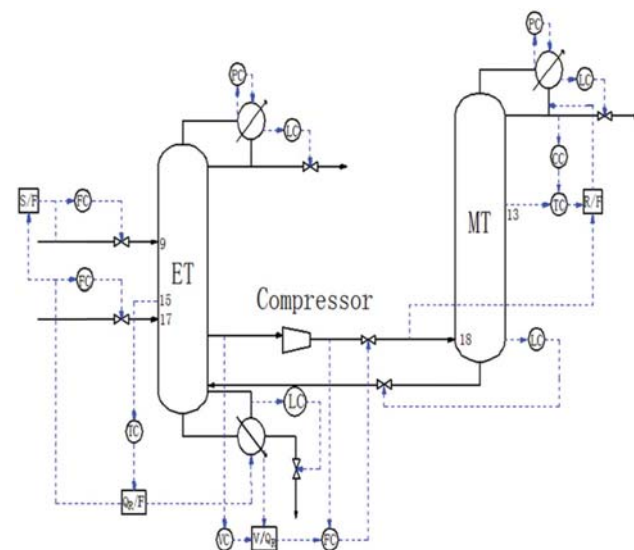 PC
PC
LC
LC
CC
S/F
FC
13
TC
R/F
9
ET
MT
FC
15
17
Compressor
18
LC
LC
TC
QR/F
VC
V/QR
FC